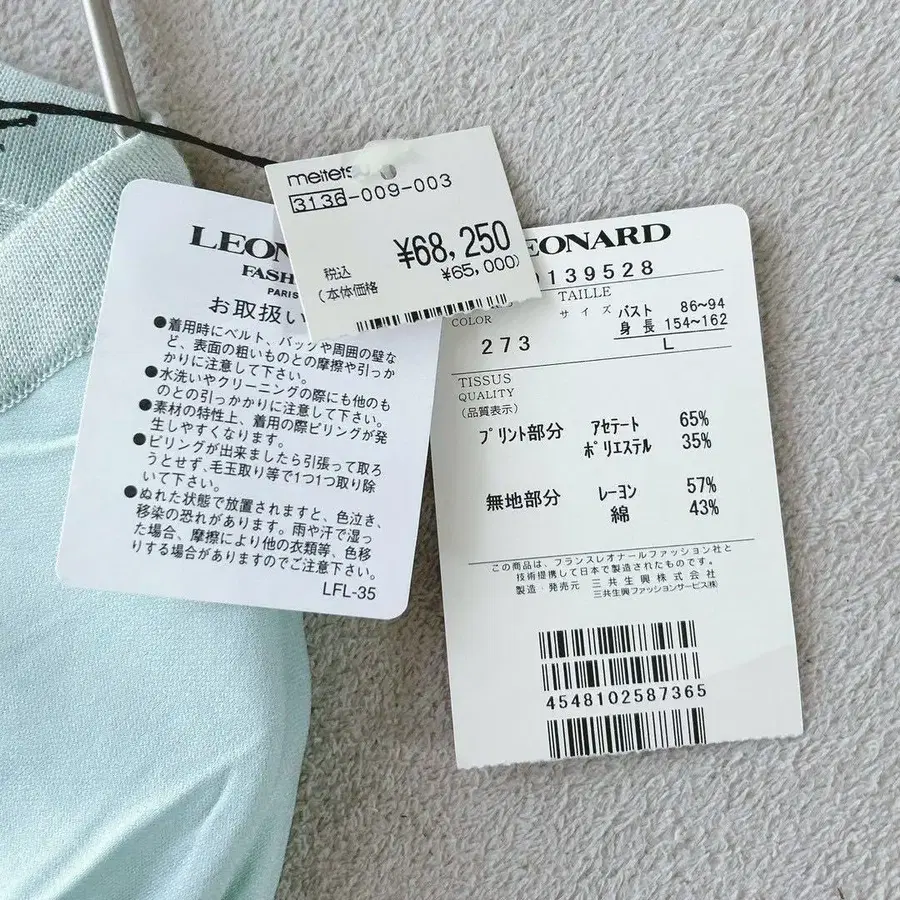 meitets
3136-009-003
¥68,250
税込
¥65,000)
(本体価格
LEON
FASH
PARIS
お取扱い
●着用時にベルト、バッグや周囲の壁な
ど、表面の粗いものとの摩擦や引っか
かりに注意して下さい。
●水洗いやクリーニングの際にも他のも
のとの引っかかりに注意して下さい。
●素材の特性上、着用の際ピリングが発
生しやすくなります。
●ピリングが出来ましたら引張って取ろ
うとせず、毛玉取り等で1つ1つ取り除
いて下さい。
●ぬれた状態で放置されますと、色泣き、
移染の恐れがあります。雨や汗で湿っ
た場合、摩擦により他の衣類等、色移
りする場合がありますのでご注意下さい。
LFL-35
EONARD
139528
COLOR
273
TAILLE
サイズ
バスト 86~94
身長 154~162
L
TISSUS
QUALITY
(品質表示)
プリント部分 アセテート 65%
ポリエステル 35%
無地部分 レーヨン 57%
綿 43%
この商品は、フランスレオナールファッション社と
技術提携して日本で製造されたものです。
製造・発売元 三共生興株式会社
三共生興ファッションサービス㈱
4548102587365